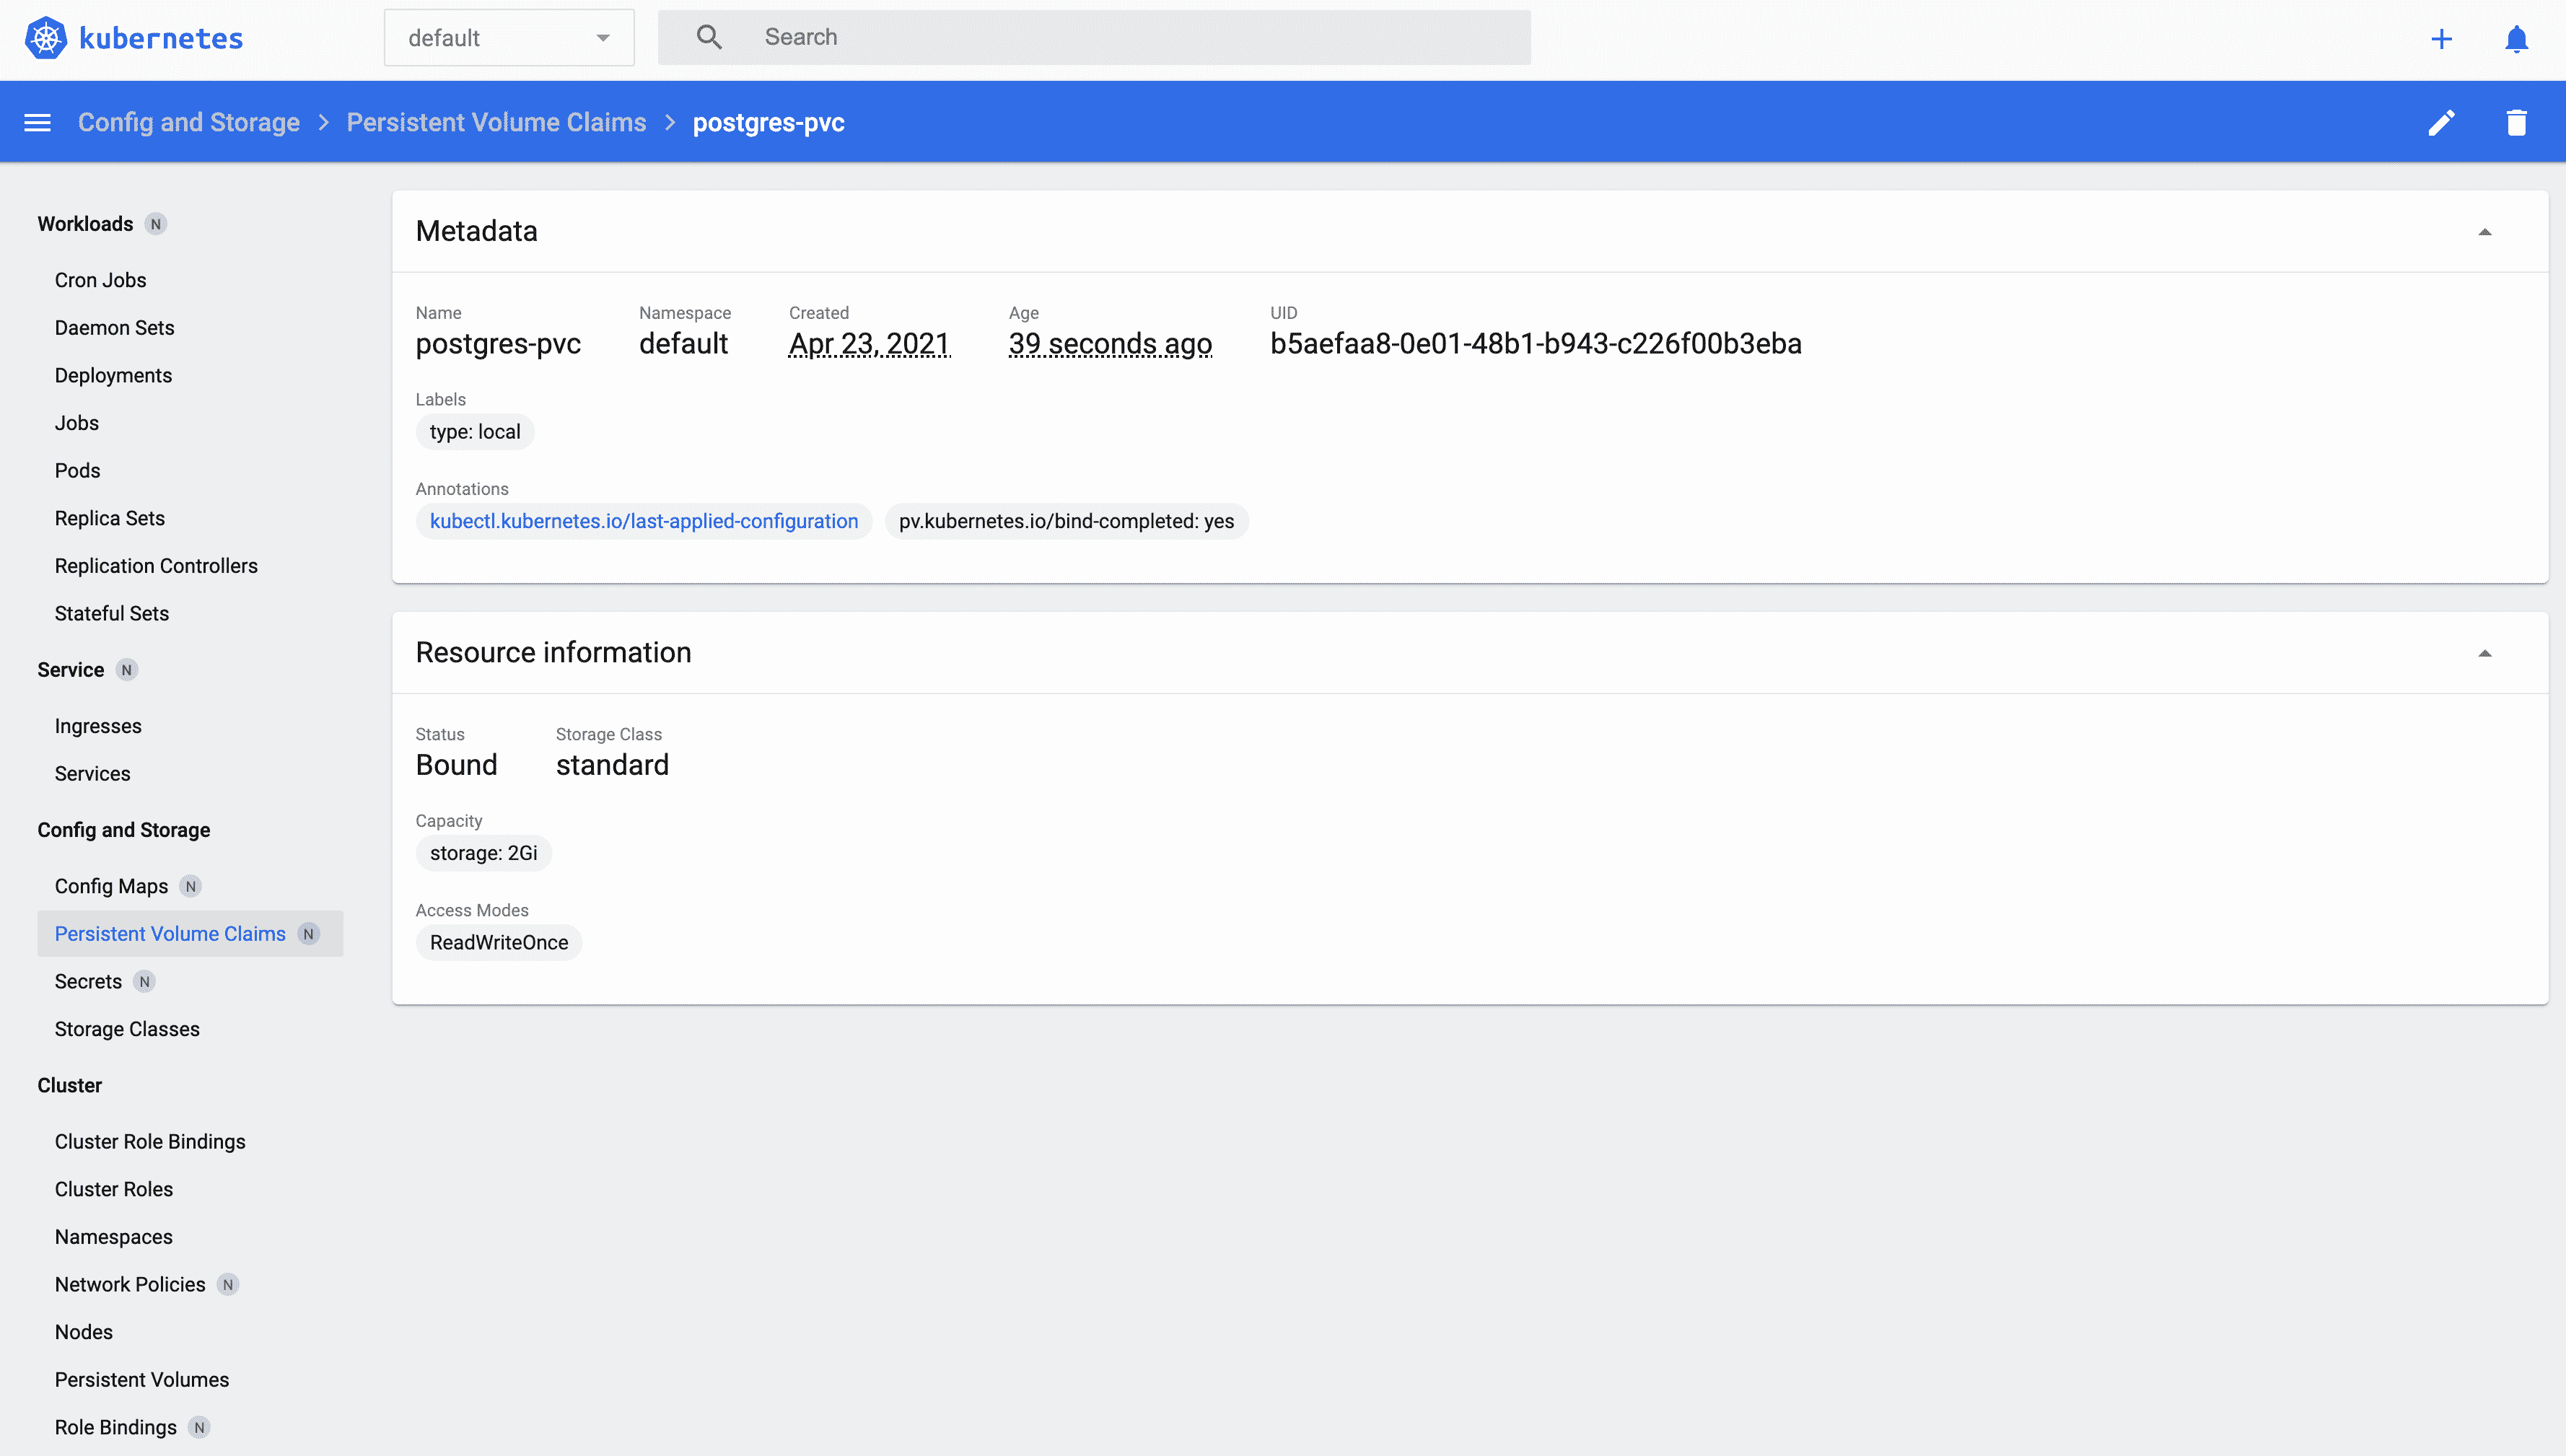 kubernetes
default
Search
Config and Storage > Persistent Volume Claims > postgres-pvc
Workloads N
Cron Jobs
Daemon Sets
Deployments
Jobs
Pods
Replica Sets
Replication Controllers
Stateful Sets
Service N
Ingresses
Services
Config and Storage
Config Maps N
Persistent Volume Claims N
Secrets N
Storage Classes
Cluster
Cluster Role Bindings
Cluster Roles
Namespaces
Network Policies N
Nodes
Persistent Volumes
Role Bindings N
Metadata
Name Namespace Created Age UID
postgres-pvc default Apr 23, 2021 39 seconds ago b5aefaa8-0e01-48b1-b943-c226f00b3eba
Labels
type: local
Annotations
kubectl.kubernetes.io/last-applied-configuration pv.kubernetes.io/bind-completed: yes
Resource information
Status Storage Class
Bound standard
Capacity
storage: 2Gi
Access Modes
ReadWriteOnce